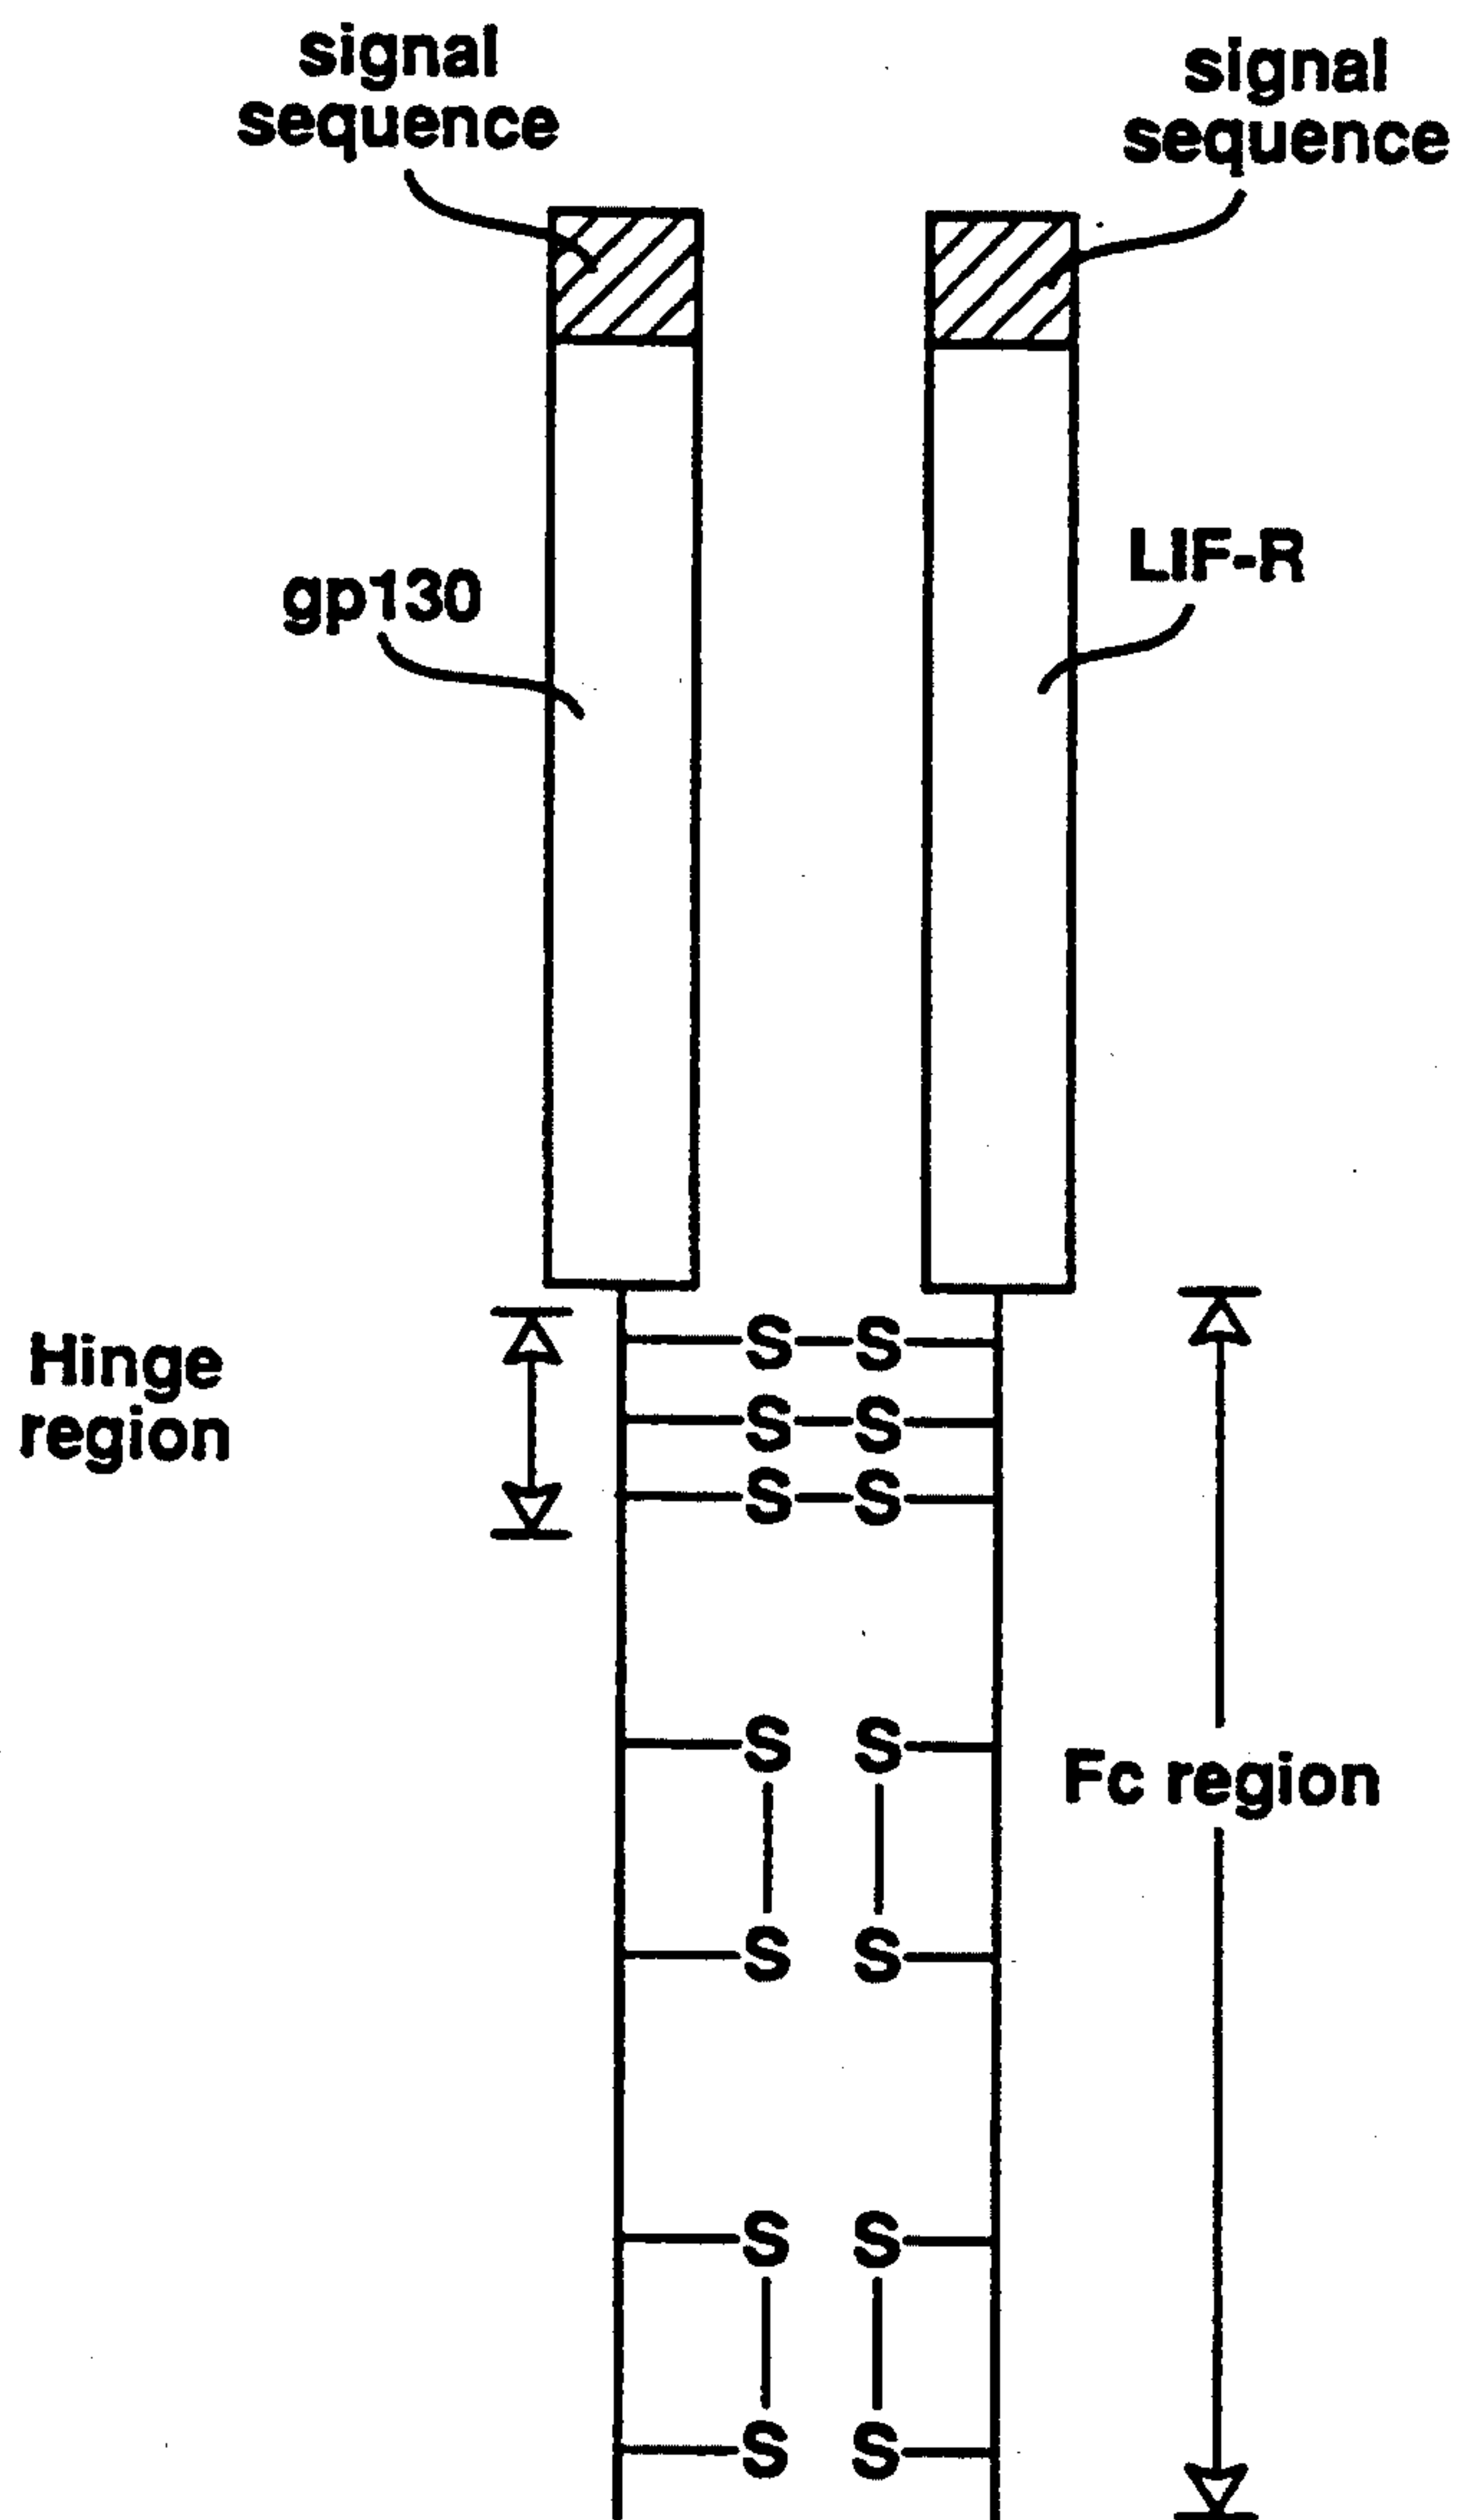 signal
sequence
signal
sequence
gp130
LIF-R
Hinge
region
S-S
S-S
S-S
S S
Fc region
S S
S S
S S